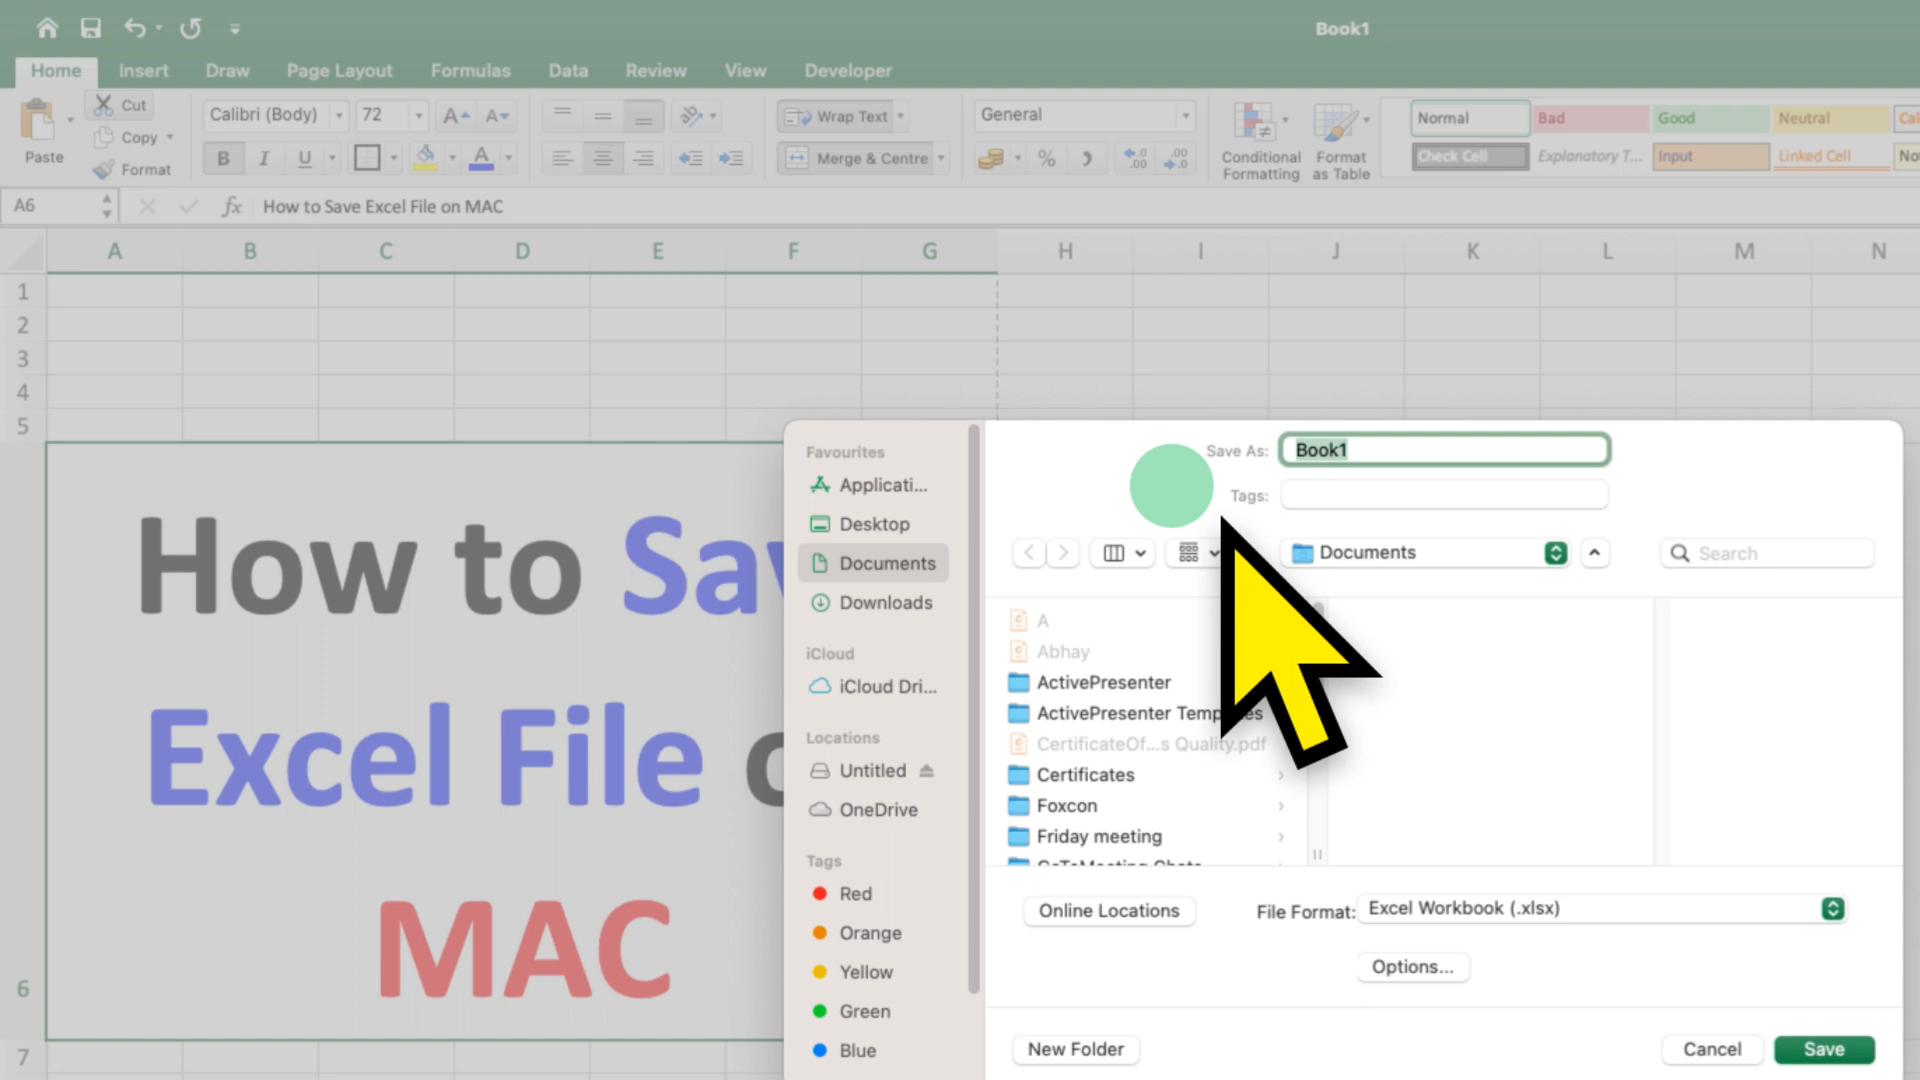 Book1
Home Insert Draw Page Layout Formulas Data Review View Developer
Paste
Cut
Copy
Format
Calibri (Body) 72
B I U
Wrap Text
Merge & Centre
General
Conditional Formatting
Format as Table
Normal Bad Good Neutral
Check Cell Explanatory T... Input Linked Cell
A6 fx How to Save Excel File on MAC
A B C D E F G H I J K L M N
1
2
3
4
5
6
7
How to
Excel File
MAC
Favourites
Applicati...
Desktop
Documents
Downloads
iCloud
iCloud Dri...
Locations
Untitled
OneDrive
Tags
Red
Orange
Yellow
Green
Blue
Save As: Book1
Tags:
Documents
Search
A
Abhay
ActivePresenter
ActivePresenter
CertificateOf...s Quality.pdf
Certificates
Foxcon
Friday meeting
Online Locations
File Format: Excel Workbook (.xlsx)
Options...
New Folder
Cancel
Save